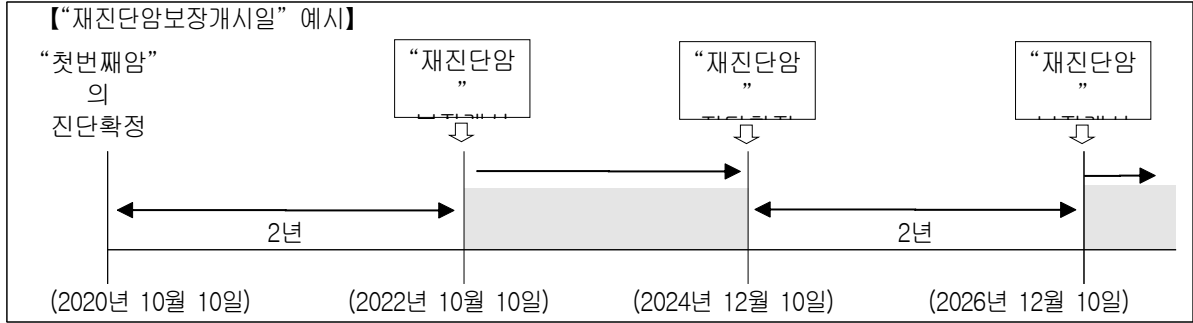 【“재진단암보장개시일” 예시】
“첫번째암”
의
진단확정
“재진단암
”
“재진단암
”
“재진단암
”
2년
2년
(2020년 10월 10일)
(2022년 10월 10일)
(2024년 12월 10일)
(2026년 12월 10일)